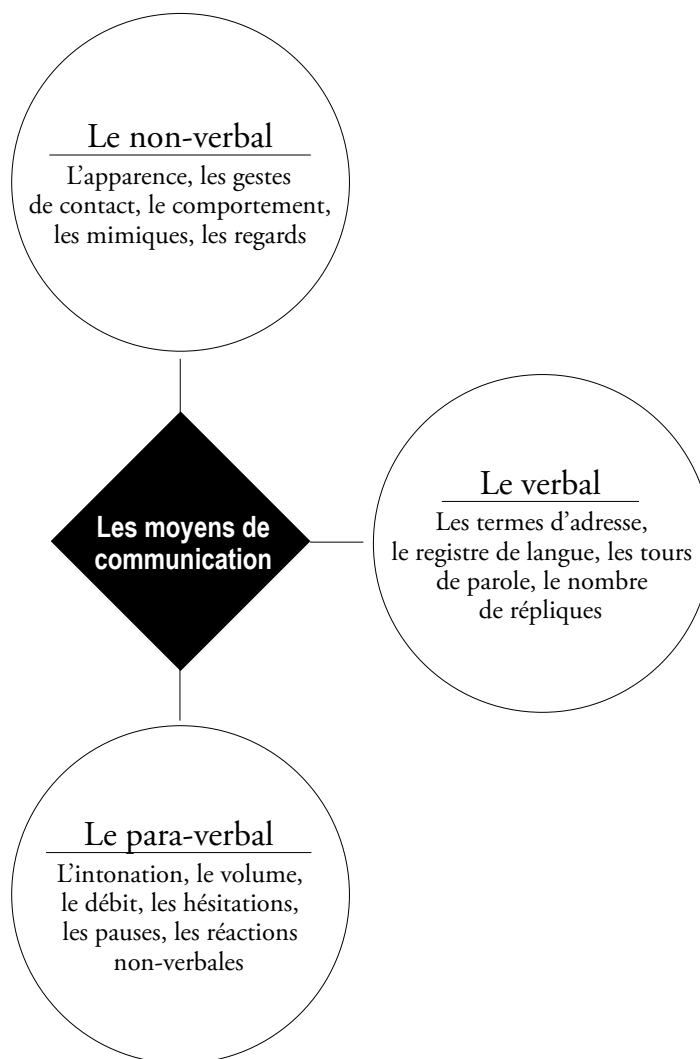 Le non-verbal
L'apparence, les gestes
de contact, le comportement,
les mimiques, les regards
Les moyens de
communication
Le verbal
Les termes d'adresse,
le registre de langue, les tours
de parole, le nombre
de répliques
Le para-verbal
L'intonation, le volume,
le débit, les hésitations,
les pauses, les réactions
non-verbales